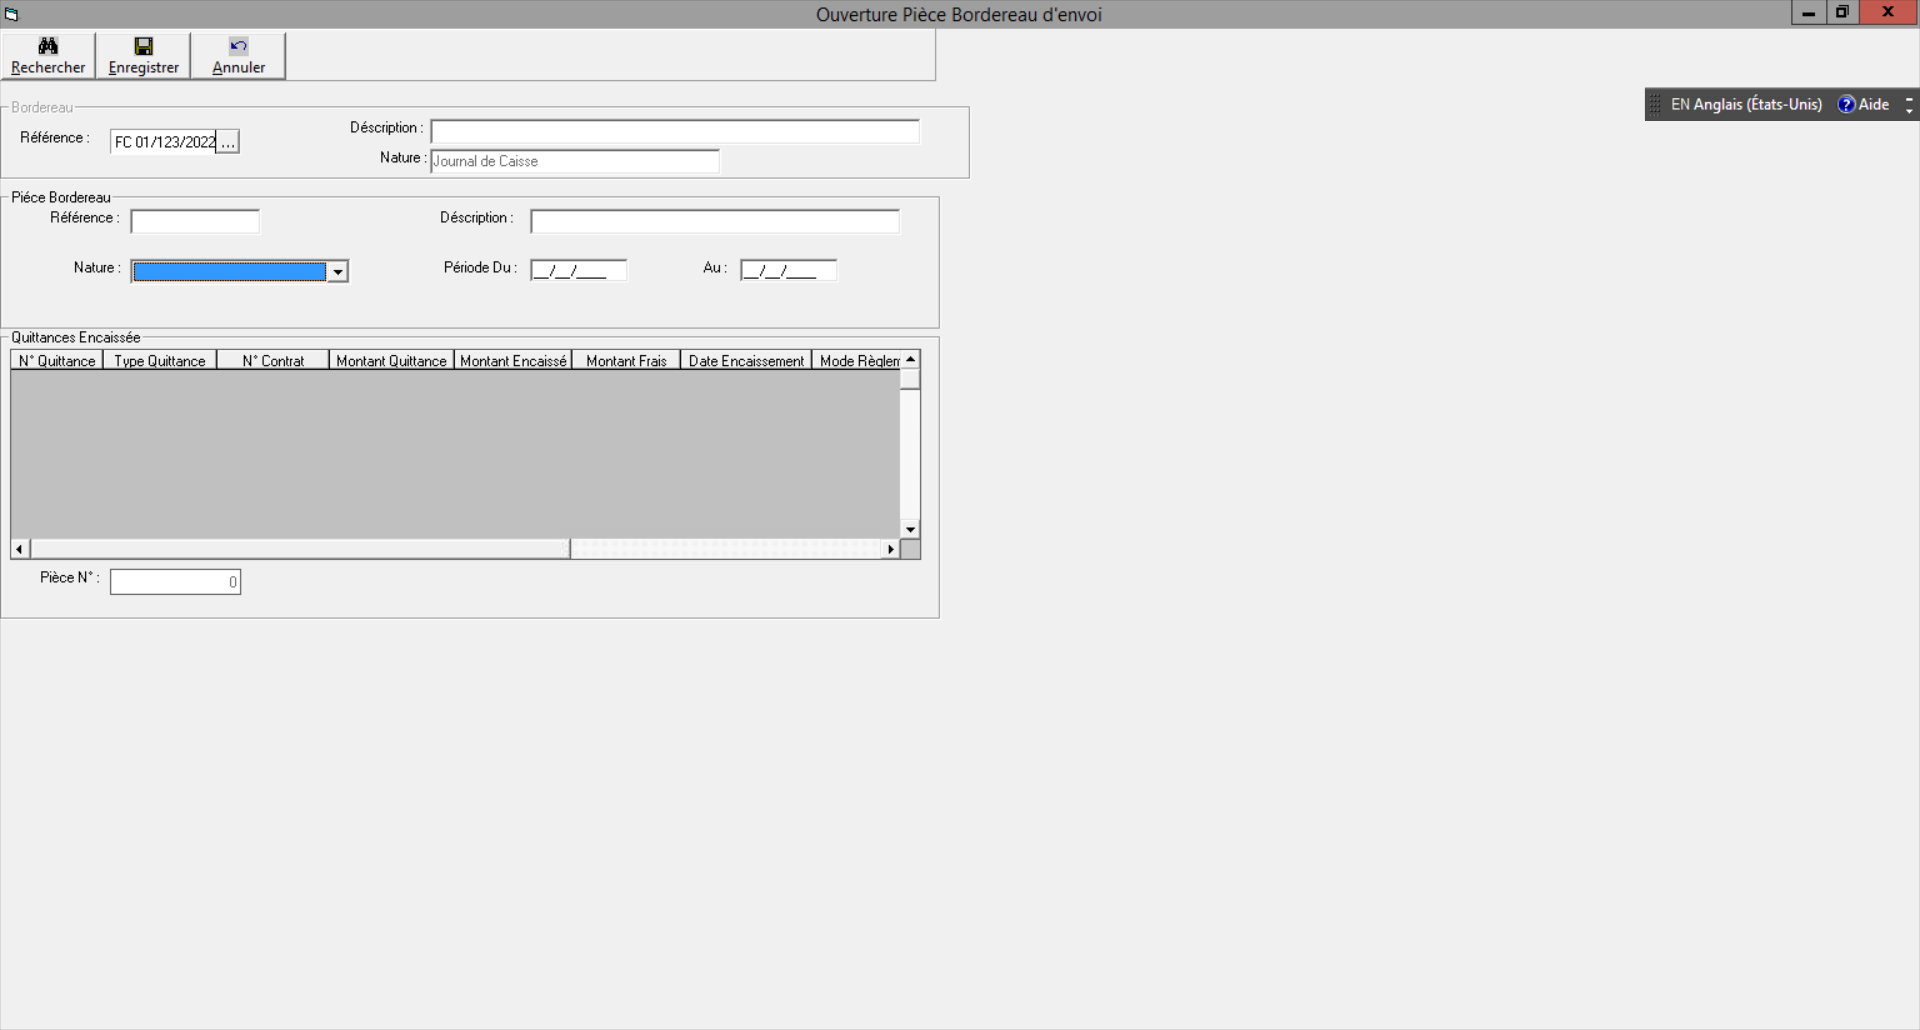 Ouverture Pièce Bordereau d'envoi
Rechercher Enregistrer Annuler
EN Anglais (États-Unis) ? Aide
Bordereau
Référence : FC 01/123/2022 ... Déscription :
Nature : Journal de Caisse
Piéce Bordereau
Référence : Déscription :
Nature : Période Du : __/__/____ Au : __/__/____
Quittances Encaissée
N° Quittance Type Quittance N° Contrat Montant Quittance Montant Encaissé Montant Frais Date Encaissement Mode Règlem
Pièce N° : 0